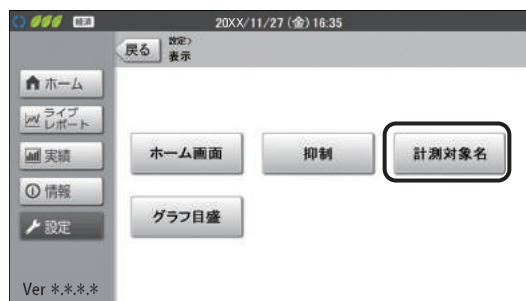 経済
20XX/11/27(金)16:35
戻る
設定>
表示
ホーム
ライブ
レポート
実績
情報
設定
ホーム画面
抑制
計測対象名
グラフ目盛
Ver *.*.*.*